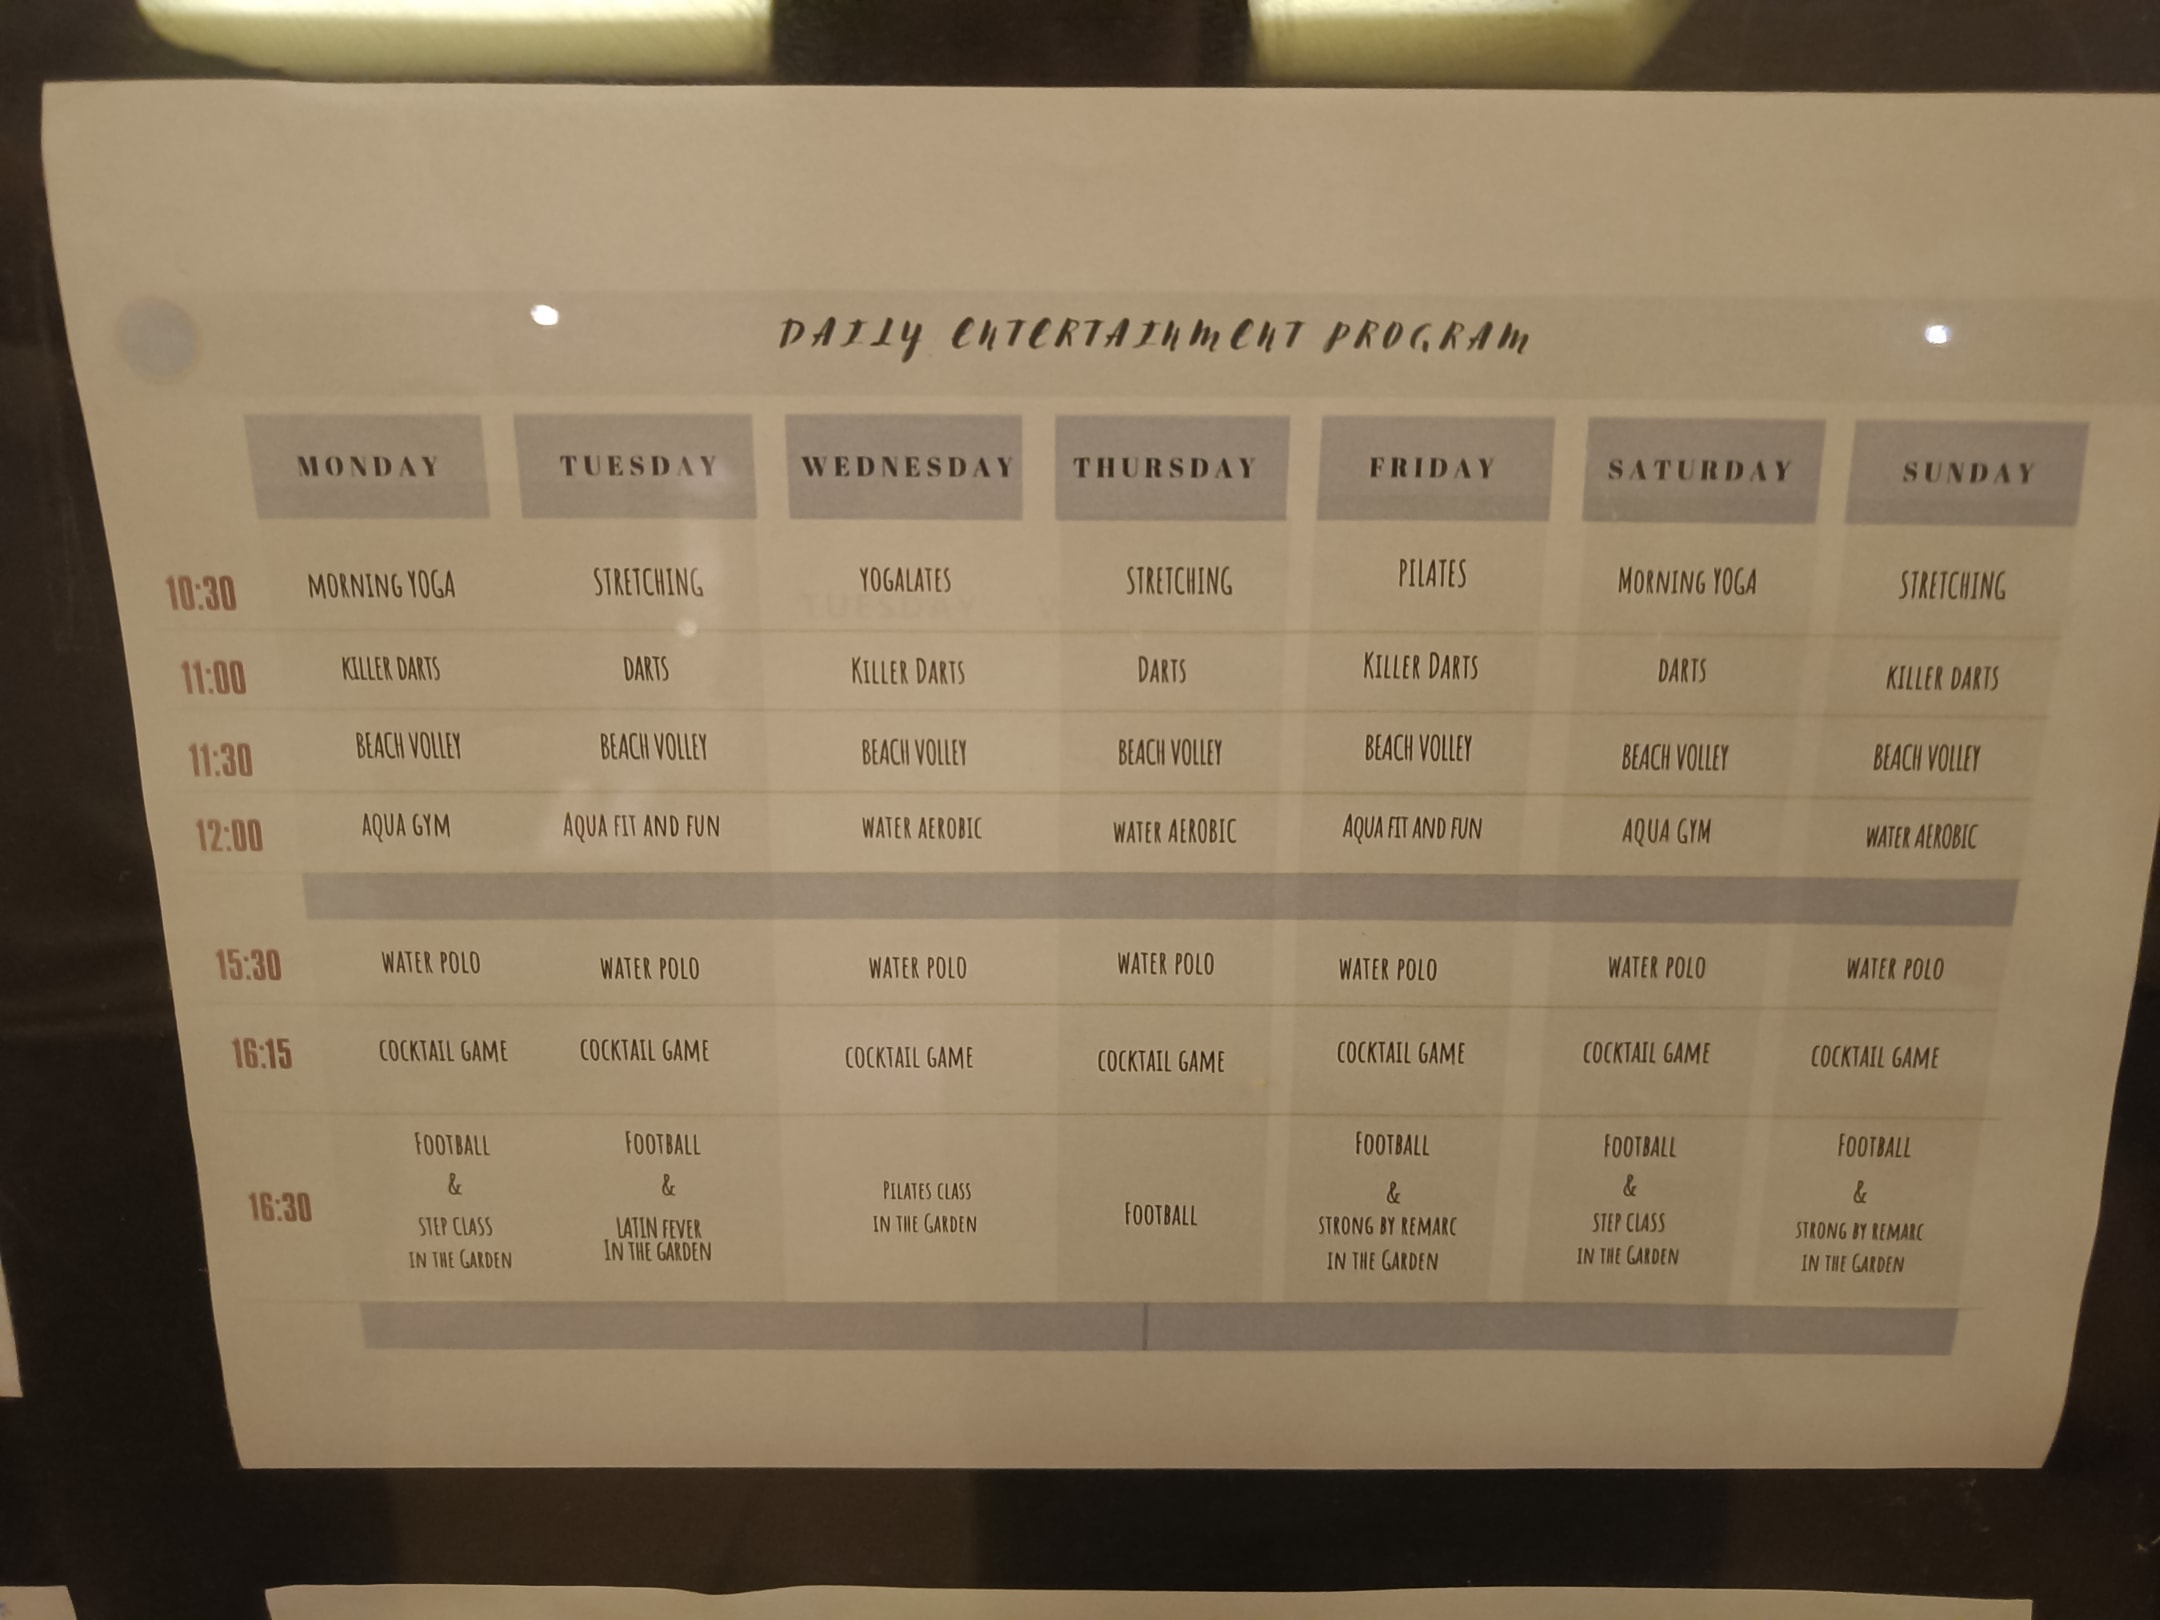 DAILY ENTERTAINMENT PROGRAM
MONDAY TUESDAY WEDNESDAY THURSDAY FRIDAY SATURDAY SUNDAY
10:30 MORNING YOGA STRETCHING YOGALATES STRETCHING PILATES MORNING YOGA STRETCHING
11:00 KILLER DARTS DARTS KILLER DARTS DARTS KILLER DARTS DARTS KILLER DARTS
11:30 BEACH VOLLEY BEACH VOLLEY BEACH VOLLEY BEACH VOLLEY BEACH VOLLEY BEACH VOLLEY BEACH VOLLEY
12:00 AQUA GYM AQUA FIT AND FUN WATER AEROBIC WATER AEROBIC AQUA FIT AND FUN AQUA GYM WATER AEROBIC
15:30 WATER POLO WATER POLO WATER POLO WATER POLO WATER POLO WATER POLO WATER POLO
16:15 COCKTAIL GAME COCKTAIL GAME COCKTAIL GAME COCKTAIL GAME COCKTAIL GAME COCKTAIL GAME COCKTAIL GAME
FOOTBALL FOOTBALL FOOTBALL FOOTBALL FOOTBALL
& & PILATES CLASS & & &
16:30 STEP CLASS LATIN FEVER IN THE GARDEN FOOTBALL STRONG BY REMARC STEP CLASS STRONG BY REMARC
IN THE GARDEN IN THE GARDEN IN THE GARDEN IN THE GARDEN IN THE GARDEN